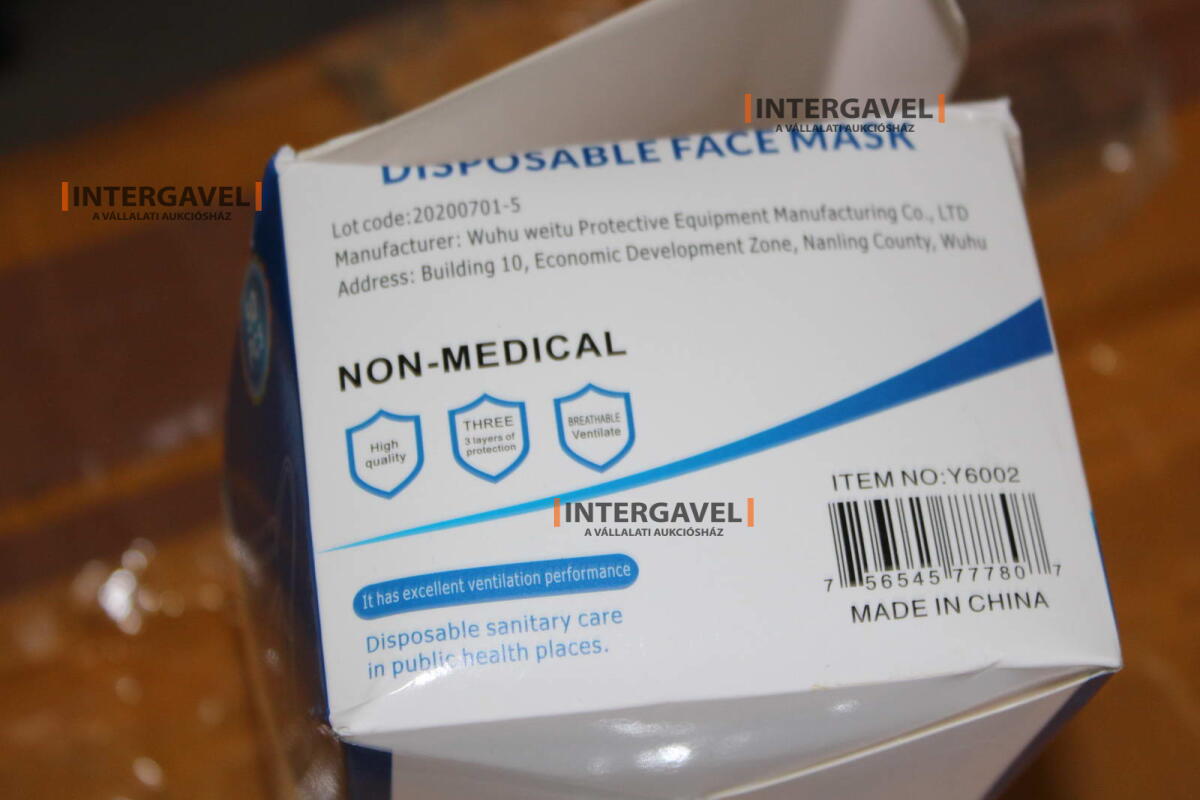 INTERGAVEL
A VÁLLALATI AUKCIÓSHÁZ
INTERGAVEL
A VÁLLALATI AUKCIÓSHÁZ
DISPOSABLE FACE MASK
Lot code:20200701-5
Manufacturer: Wuhu weitu Protective Equipment Manufacturing Co., LTD
Address: Building 10, Economic Development Zone, Nanling County, Wuhu
NON-MEDICAL
High
quality
THREE
3 layers of
protection
BREATHABLE
Ventilate
ITEM NO:Y6002
7 56545 77780 7
MADE IN CHINA
INTERGAVEL
A VÁLLALATI AUKCIÓSHÁZ
It has excellent ventilation performance
Disposable sanitary care
in public health places.